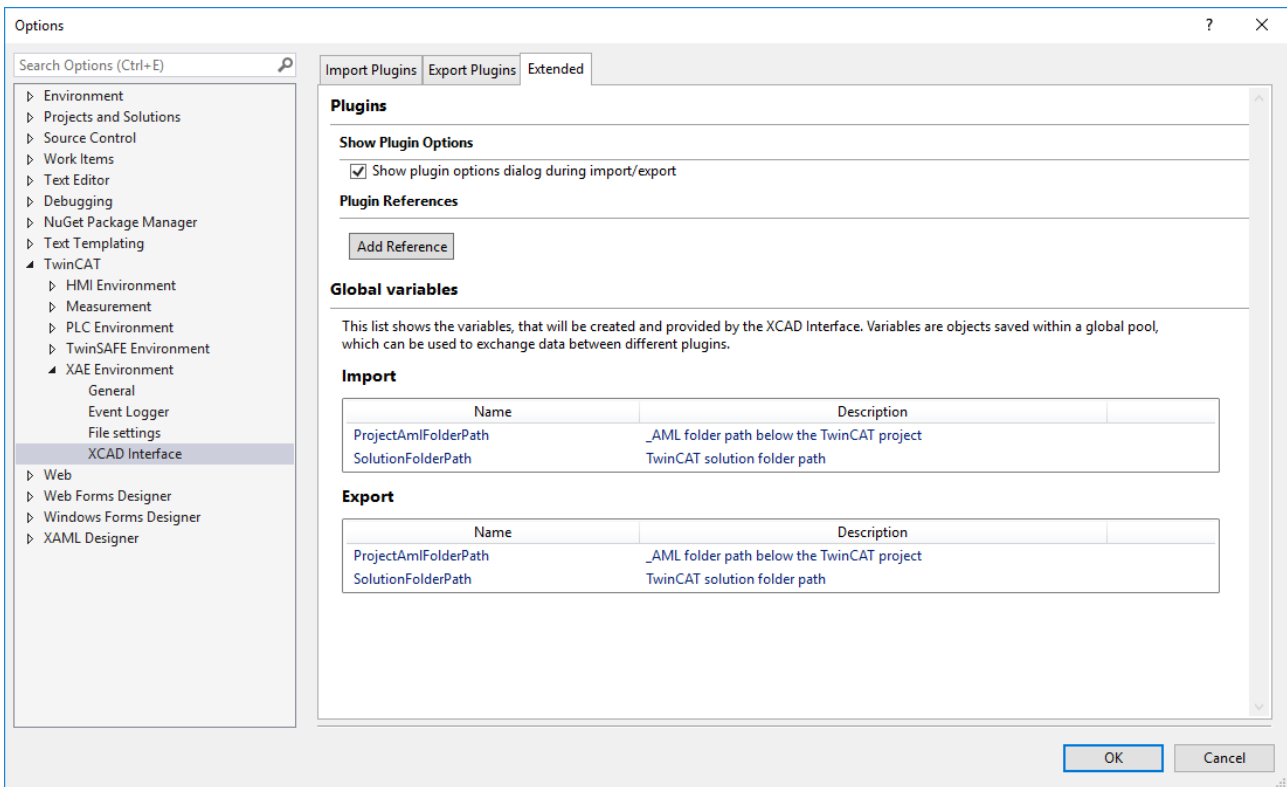 Options
?
Search Options (Ctrl+E)
Environment
Projects and Solutions
Source Control
Work Items
Text Editor
Debugging
NuGet Package Manager
Text Templating
TwinCAT
HMI Environment
Measurement
PLC Environment
TwinSAFE Environment
XAE Environment
General
Event Logger
File settings
XCAD Interface
Web
Web Forms Designer
Windows Forms Designer
XAML Designer
Import Plugins Export Plugins Extended
Plugins
Show Plugin Options
Show plugin options dialog during import/export
Plugin References
Add Reference
Global variables
This list shows the variables, that will be created and provided by the XCAD Interface. Variables are objects saved within a global pool,
which can be used to exchange data between different plugins.
Import
Name Description
ProjectAmlFolderPath _AML folder path below the TwinCAT project
SolutionFolderPath TwinCAT solution folder path
Export
Name Description
ProjectAmlFolderPath _AML folder path below the TwinCAT project
SolutionFolderPath TwinCAT solution folder path
OK Cancel